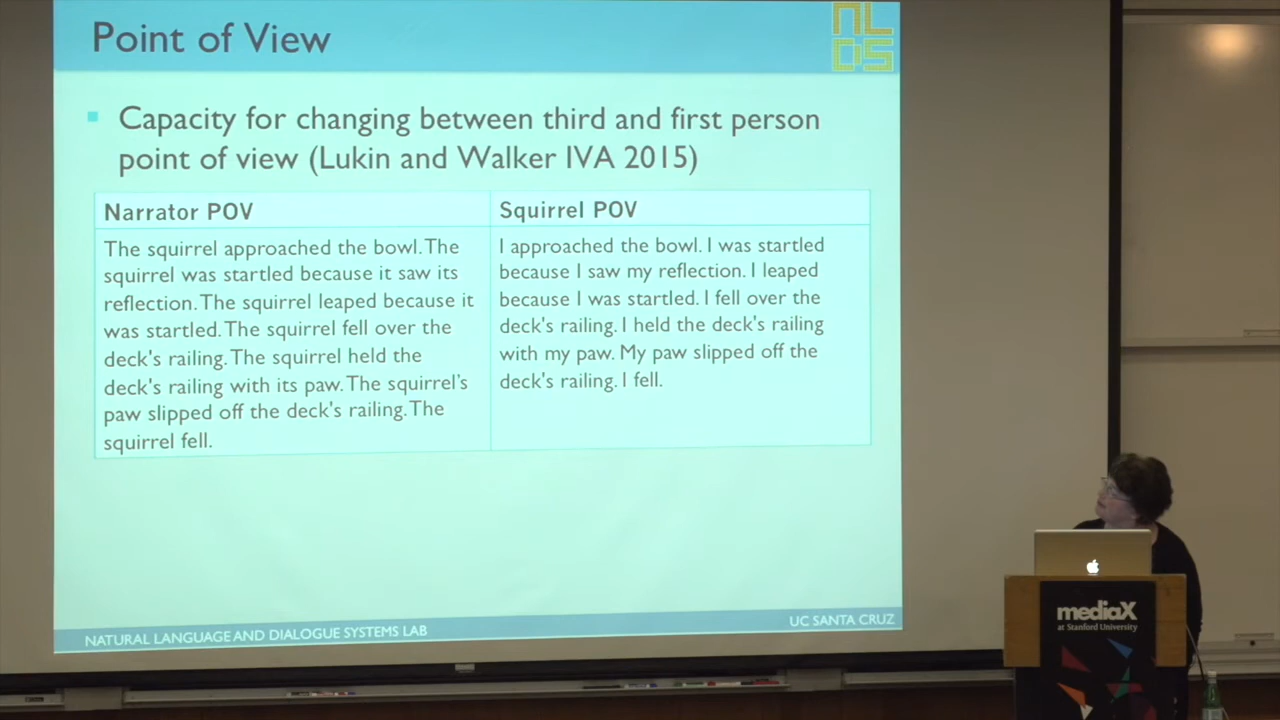 Point of View
NL
DS
Capacity for changing between third and first person
point of view (Lukin and Walker IVA 2015)
Narrator POV
The squirrel approached the bowl. The
squirrel was startled because it saw its
reflection. The squirrel leaped because it
was startled. The squirrel fell over the
deck's railing. The squirrel held the
deck's railing with its paw. The squirrel's
paw slipped off the deck's railing. The
squirrel fell.
Squirrel POV
I approached the bowl. I was startled
because I saw my reflection. I leaped
because I was startled. I fell over the
deck's railing. I held the deck's railing
with my paw. My paw slipped off the
deck's railing. I fell.
NATURAL LANGUAGE AND DIALOGUE SYSTEMS LAB
UC SANTA CRUZ
mediaX
at Stanford University